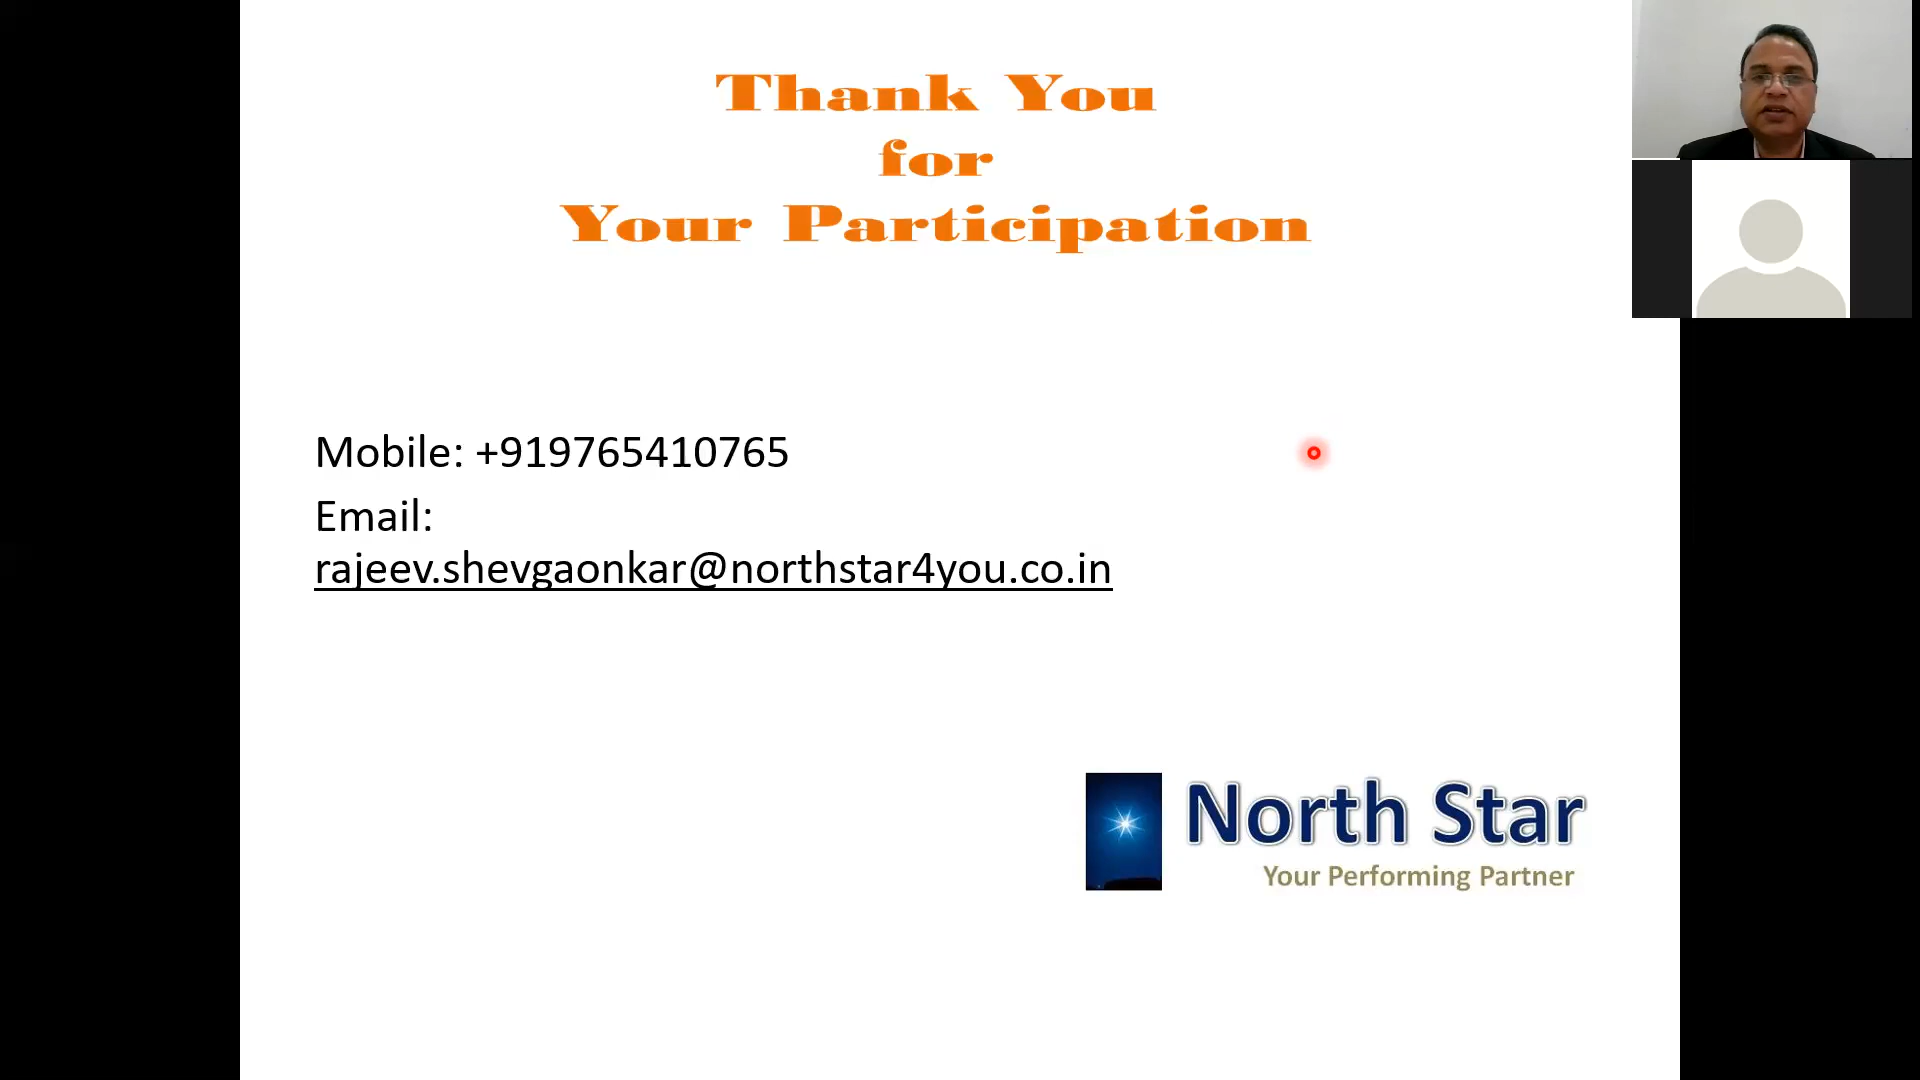 Thank You
for
Your Participation
Mobile: +919765410765
Email:
rajeev.shevgaonkar@northstar4you.co.in
North Star
Your Performing Partner